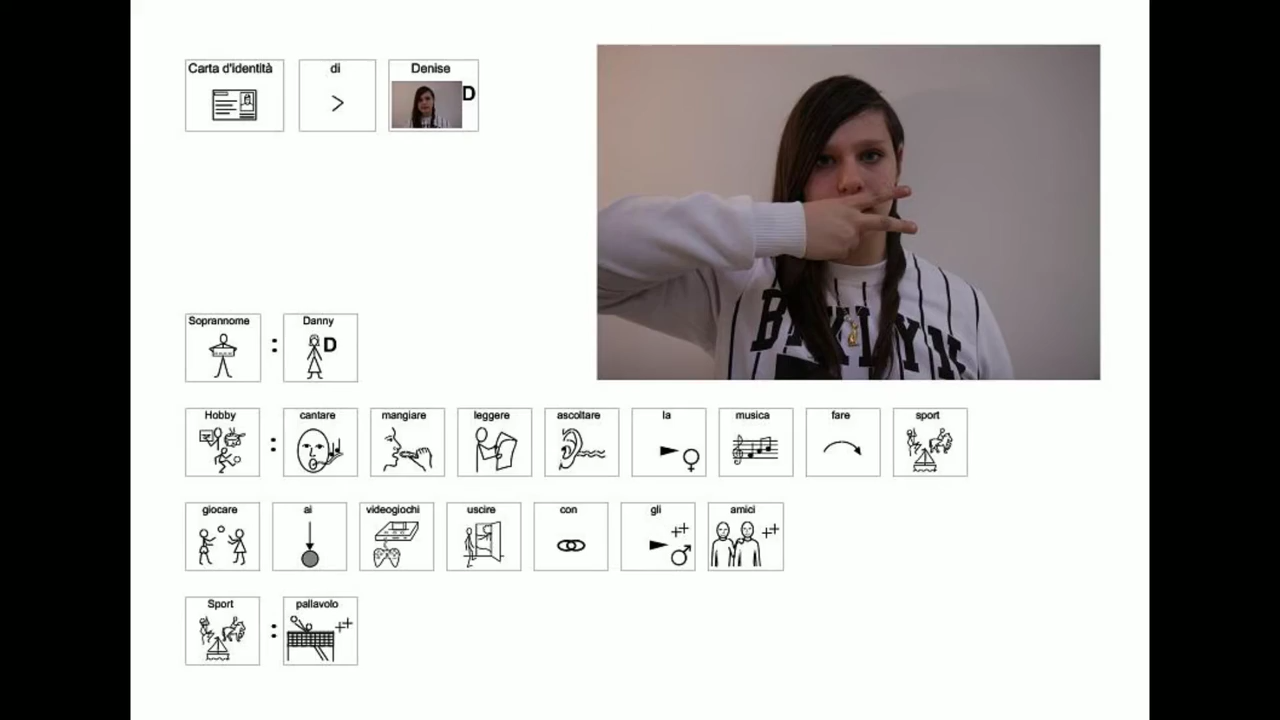 Carta d'identità di Denise
D
Soprannome : Danny
D
Hobby : cantare mangiare leggere ascoltare la musica fare sport
giocare ai videogiochi uscire con gli amici
Sport : pallavolo